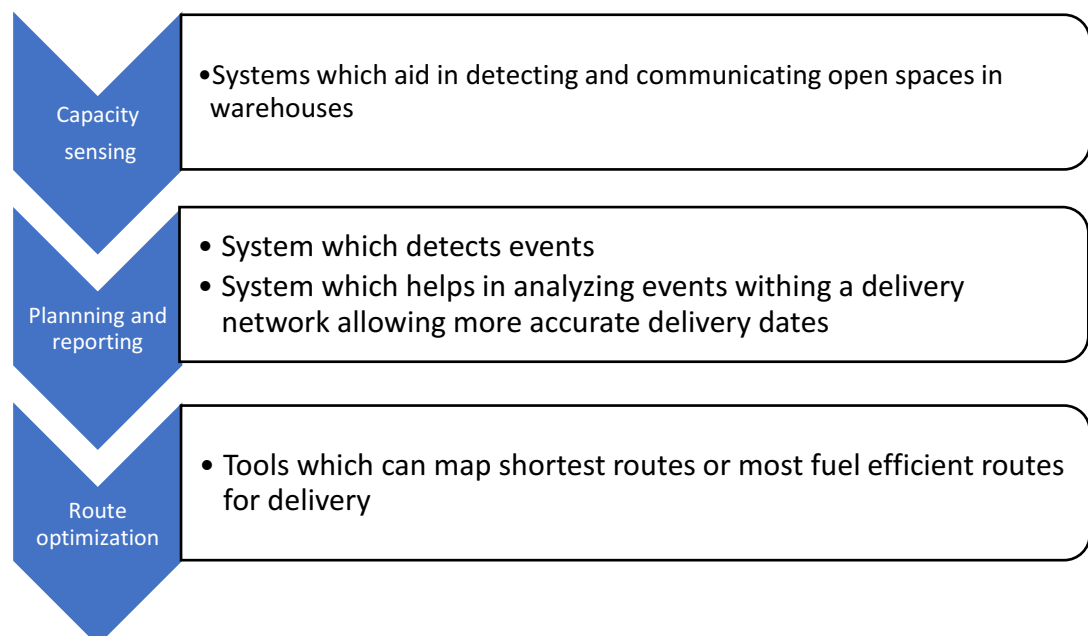 Capacity
sensing
•Systems which aid in detecting and communicating open spaces in
warehouses
Plannning and
reporting
• System which detects events
• System which helps in analyzing events withing a delivery
network allowing more accurate delivery dates
Route
optimization
• Tools which can map shortest routes or most fuel efficient routes
for delivery